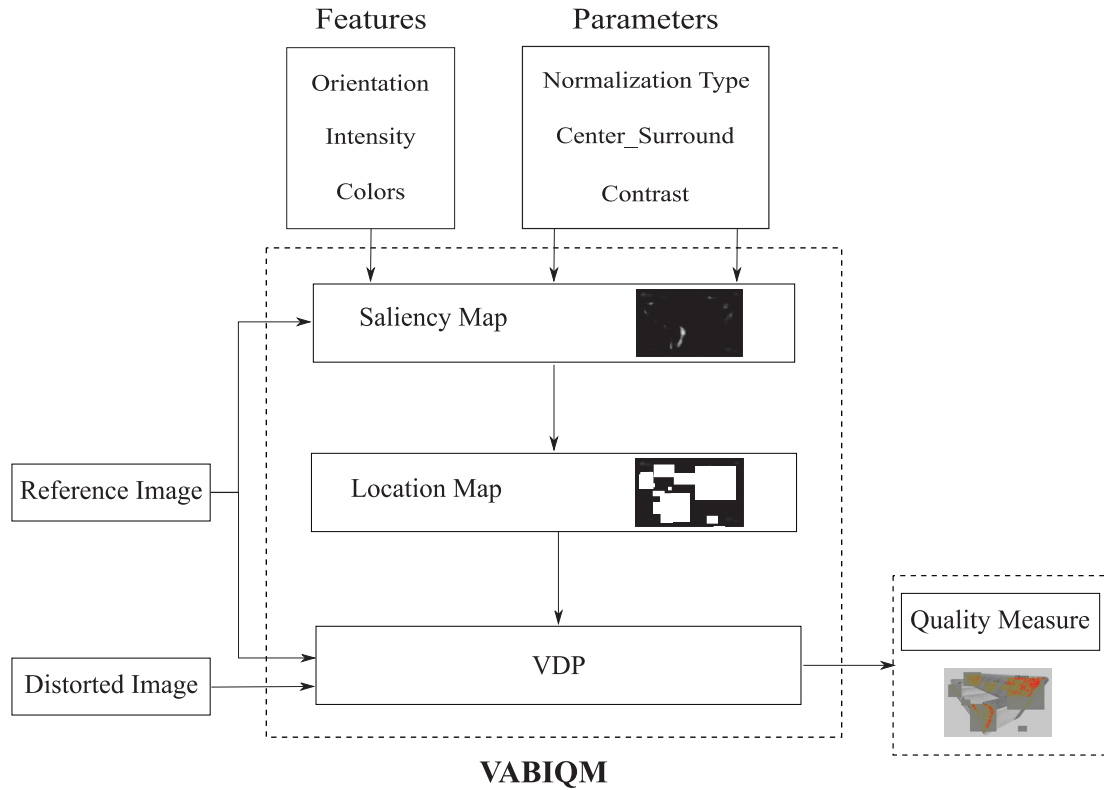 Features
Parameters
Orientation
Intensity
Colors
Normalization Type
Center_Surround
Contrast
Saliency Map
Reference Image
Location Map
Distorted Image
VDP
Quality Measure
VABIQM